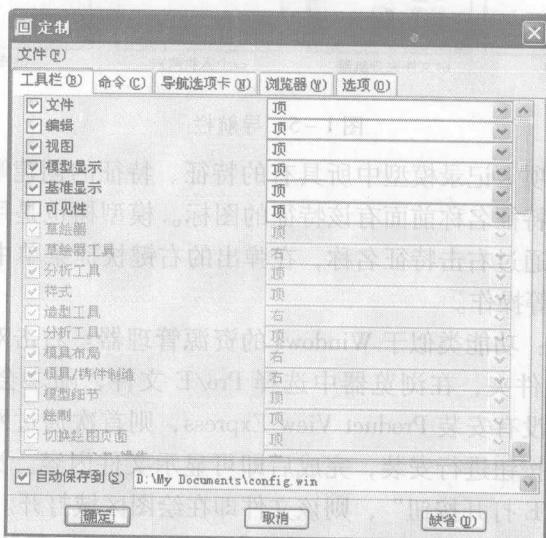 定制
文件(F)
工具栏(B) 命令(C) 导航选项卡(N) 浏览器(W) 选项(O)
文件 顶
编辑 顶
视图 顶
模型显示 顶
基准显示 顶
可见性 顶
草绘器 顶
草绘器工具 右
分析工具 顶
样式 顶
造型工具 右
分析工具 顶
模具布局 右
模具/铸件制造 右
模型细节 顶
绘制 顶
切换绘图页面 顶
自动保存到(S) D:\My Documents\config.win
确定 取消 缺省(D)